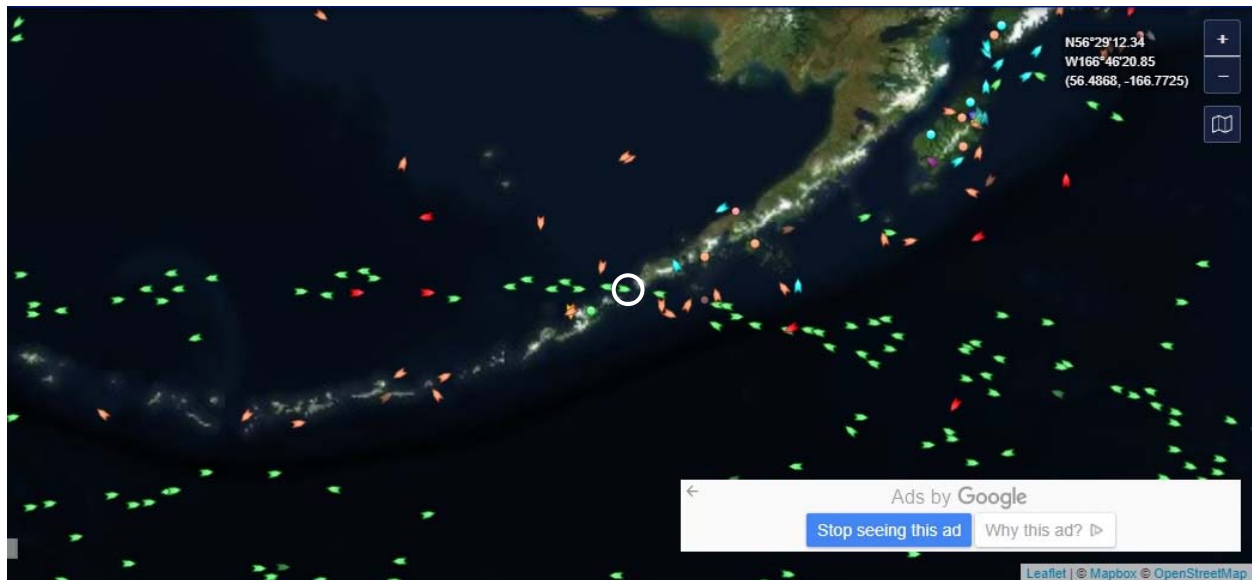 N56°29'12.34
W166°46'20.85
(56.4868, -166.7725)
+
−
Ads by Google
Stop seeing this ad
Why this ad?
Leaflet | © Mapbox © OpenStreetMap